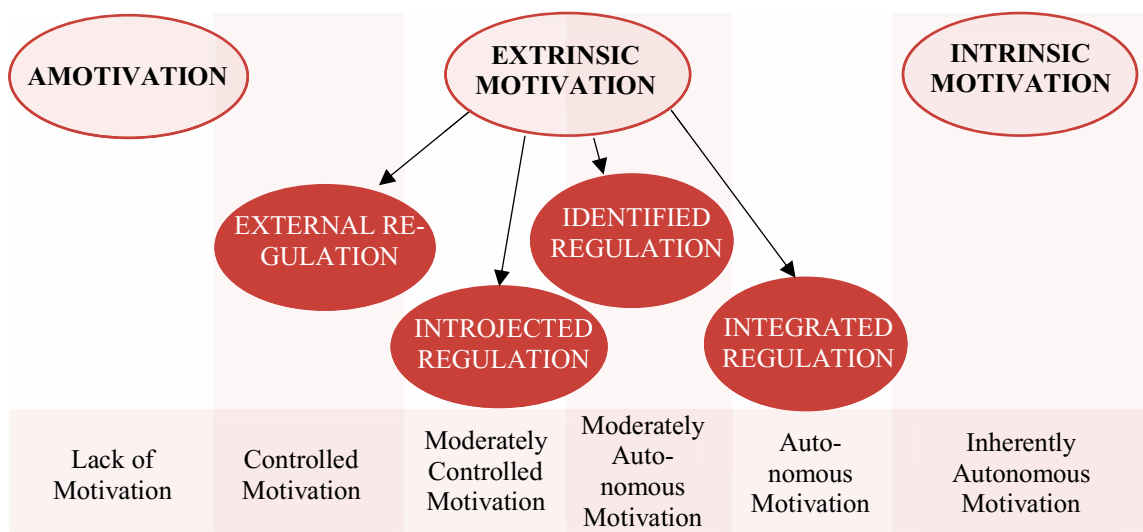 AMOTIVATION
EXTRINSIC
MOTIVATION
INTRINSIC
MOTIVATION
EXTERNAL RE-
GULATION
IDENTIFIED
REGULATION
INTROJECTED
REGULATION
INTEGRATED
REGULATION
Lack of
Motivation
Controlled
Motivation
Moderately
Controlled
Motivation
Moderately
Auto-
nomous
Motivation
Auto-
nomous
Motivation
Inherently
Autonomous
Motivation